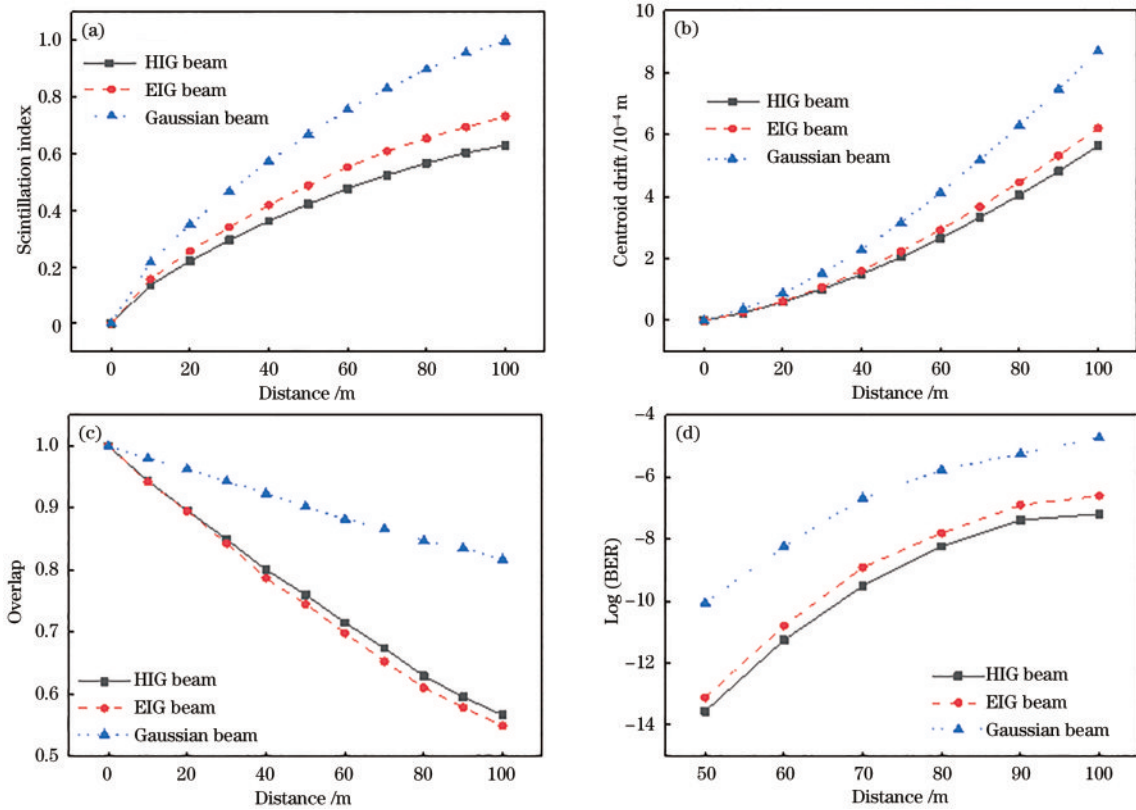 (a)
HIG beam
EIG beam
Gaussian beam
1.0
0.8
0.6
0.4
0.2
0
Scintillation index
0 20 40 60 80 100
Distance /m
(b)
HIG beam
EIG beam
Gaussian beam
10
8
6
4
2
0
Centroid drift /10⁻⁴ m
0 20 40 60 80 100
Distance /m
(c)
1.0
0.9
0.8
0.7
0.6
0.5
Overlap
HIG beam
EIG beam
Gaussian beam
0 20 40 60 80 100
Distance /m
(d)
−4
−6
−8
−10
−12
−14
Log (BER)
HIG beam
EIG beam
Gaussian beam
50 60 70 80 90 100
Distance /m